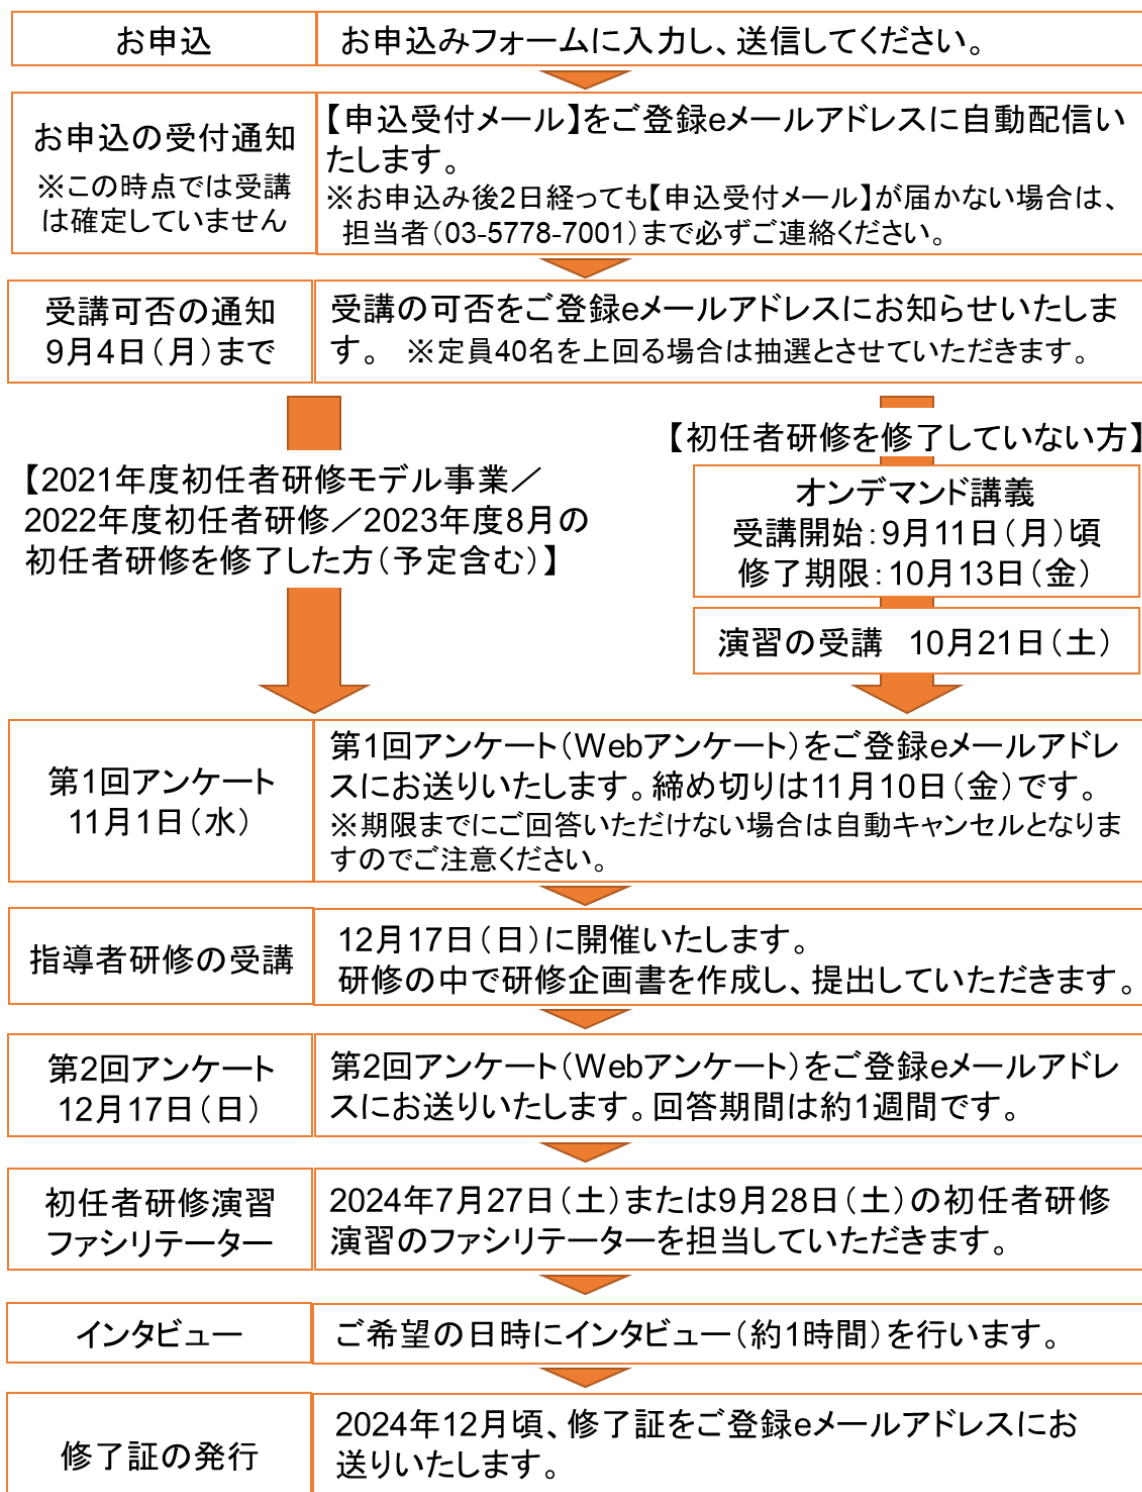 お申込
お申込みフォームに入力し、送信してください。
お申込の受付通知
※この時点では受講
は確定していません
【申込受付メール】をご登録eメールアドレスに自動配信い
たします。
※お申込み後2日経っても【申込受付メール】が届かない場合は、
担当者（03-5778-7001）まで必ずご連絡ください。
受講可否の通知
9月4日（月）まで
受講の可否をご登録eメールアドレスにお知らせいたしま
す。 ※定員40名を上回る場合は抽選とさせていただきます。
【2021年度初任者研修モデル事業／
2022年度初任者研修／2023年度8月の
初任者研修を修了した方（予定含む）】
【初任者研修を修了していない方】
オンデマンド講義
受講開始：9月11日（月）頃
修了期限：10月13日（金）
演習の受講 10月21日（土）
第1回アンケート
11月1日（水）
第1回アンケート（Webアンケート）をご登録eメールアドレ
スにお送りいたします。締め切りは11月10日（金）です。
※期限までにご回答いただけない場合は自動キャンセルとなりま
すのでご注意ください。
指導者研修の受講
12月17日（日）に開催いたします。
研修の中で研修企画書を作成し、提出していただきます。
第2回アンケート
12月17日（日）
第2回アンケート（Webアンケート）をご登録eメールアドレ
スにお送りいたします。回答期間は約1週間です。
初任者研修演習
ファシリテーター
2024年7月27日（土）または9月28日（土）の初任者研修
演習のファシリテーターを担当していただきます。
インタビュー
ご希望の日時にインタビュー（約1時間）を行います。
修了証の発行
2024年12月頃、修了証をご登録eメールアドレスにお
送りいたします。